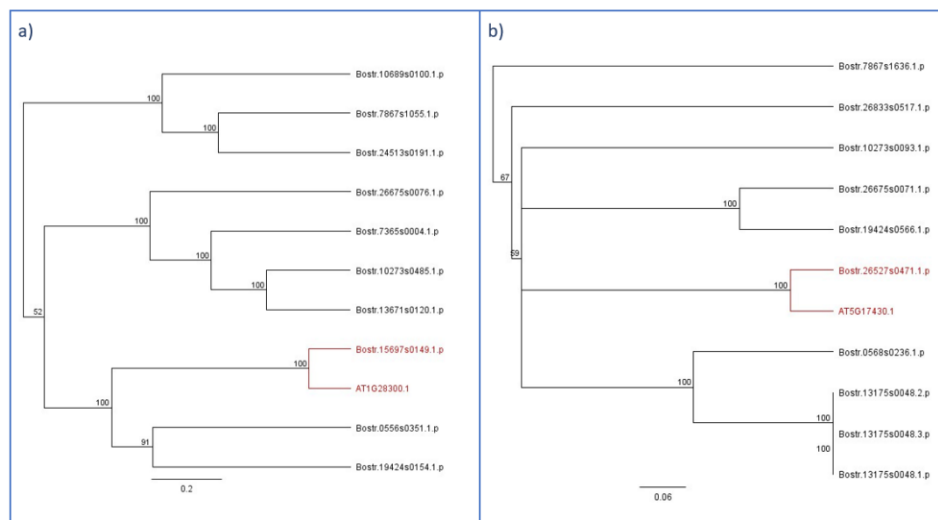 a)
Bostr.10689s0100.1.p
100
Bostr.7867s1055.1.p
100
Bostr.24513s0191.1.p
Bostr.26675s0076.1.p
100
Bostr.7365s0004.1.p
100
Bostr.10273s0485.1.p
100
Bostr.13671s0120.1.p
52
Bostr.15697s0149.1.p
100
AT1G28300.1
100
Bostr.0556s0351.1.p
91
Bostr.19424s0154.1.p
0.2
b)
Bostr.7867s1636.1.p
Bostr.26833s0517.1.p
Bostr.10273s0093.1.p
67
Bostr.26675s0071.1.p
100
Bostr.19424s0566.1.p
59
Bostr.26527s0471.1.p
100
AT5G17430.1
Bostr.0568s0236.1.p
100
Bostr.13175s0048.2.p
100
Bostr.13175s0048.3.p
100
Bostr.13175s0048.1.p
0.06